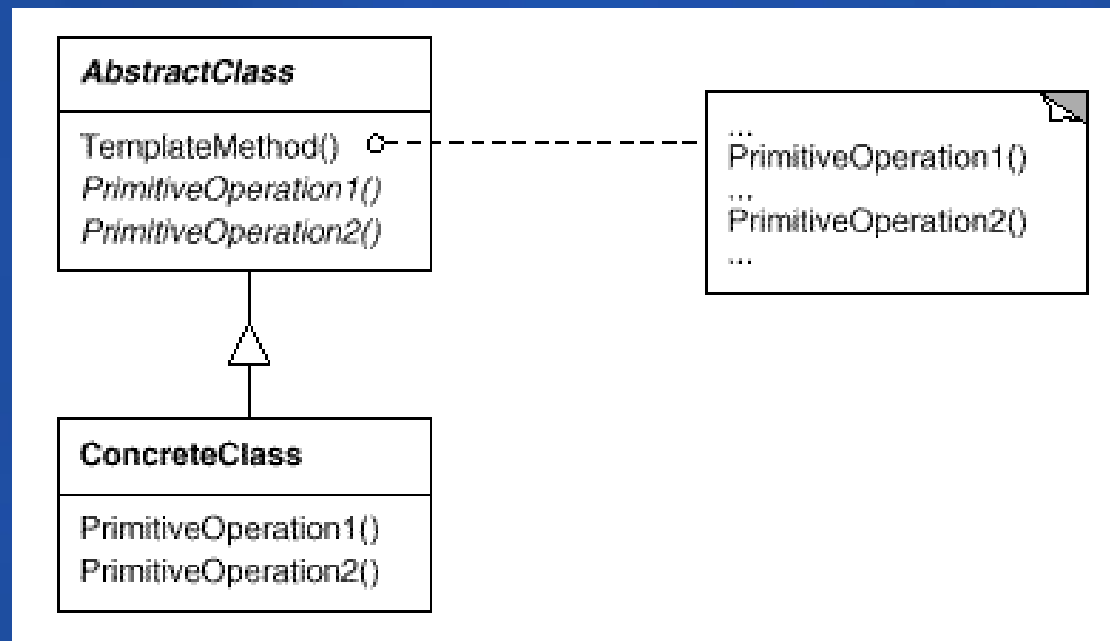 AbstractClass
TemplateMethod()
PrimitiveOperation1()
PrimitiveOperation2()
...
PrimitiveOperation1()
...
PrimitiveOperation2()
...
ConcreteClass
PrimitiveOperation1()
PrimitiveOperation2()